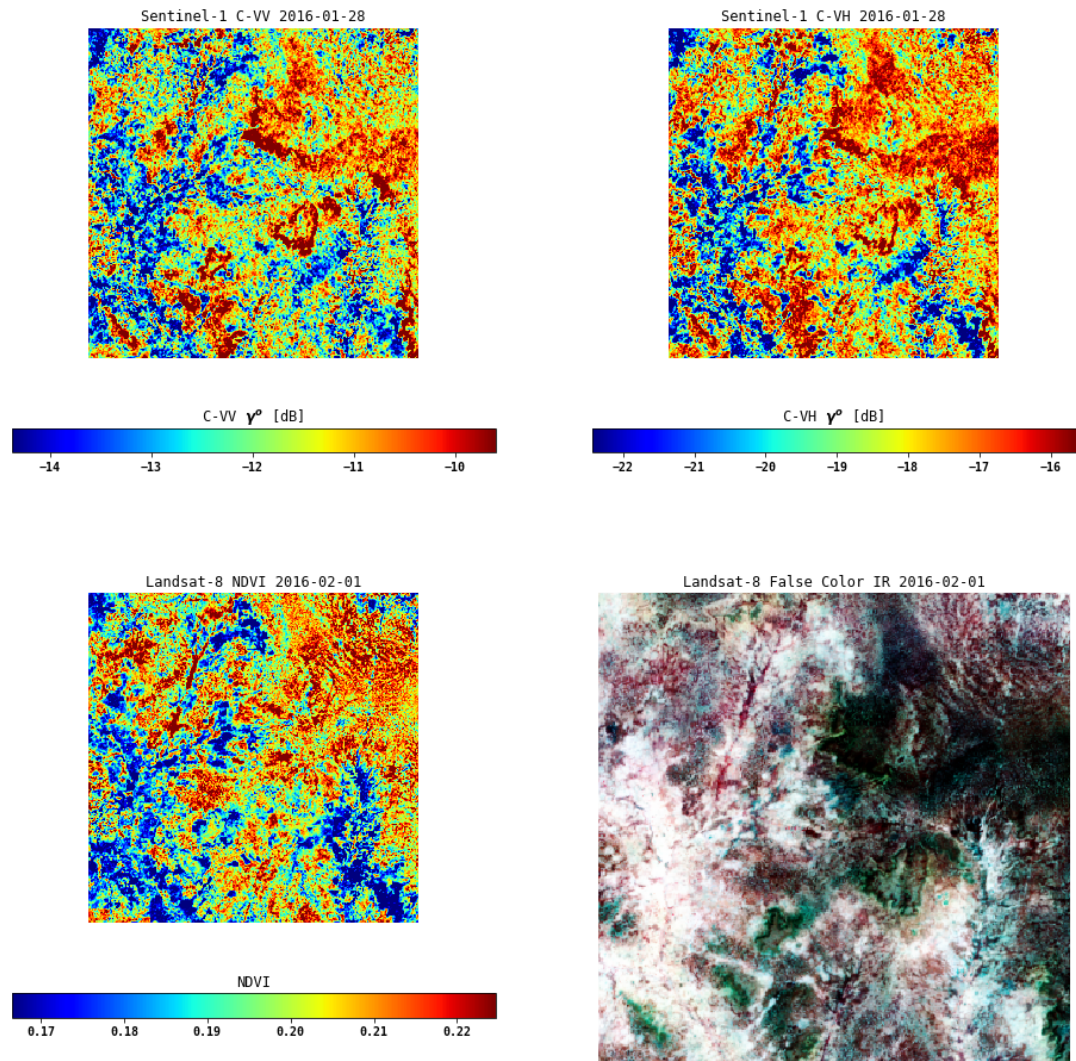 Sentinel-1 C-VV 2016-01-28
Sentinel-1 C-VH 2016-01-28
C-VV γ° [dB]
C-VH γ° [dB]
−14 −13 −12 −11 −10
−22 −21 −20 −19 −18 −17 −16
Landsat-8 NDVI 2016-02-01
Landsat-8 False Color IR 2016-02-01
NDVI
0.17 0.18 0.19 0.20 0.21 0.22